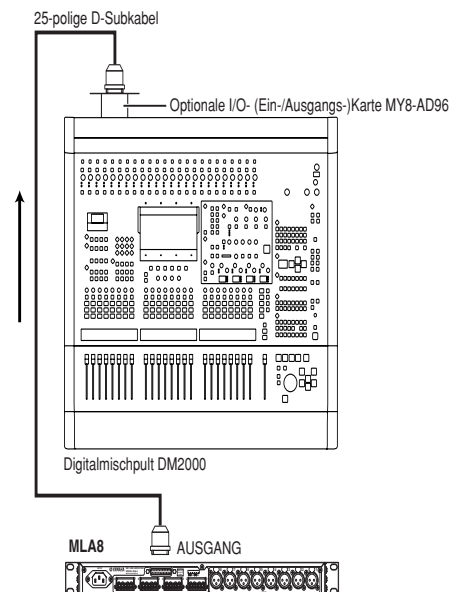 25-polige D-Subkabel
Optionale I/O- (Ein-/Ausgangs-)Karte MY8-AD96
Digitalmischpult DM2000
MLA8
AUSGANG